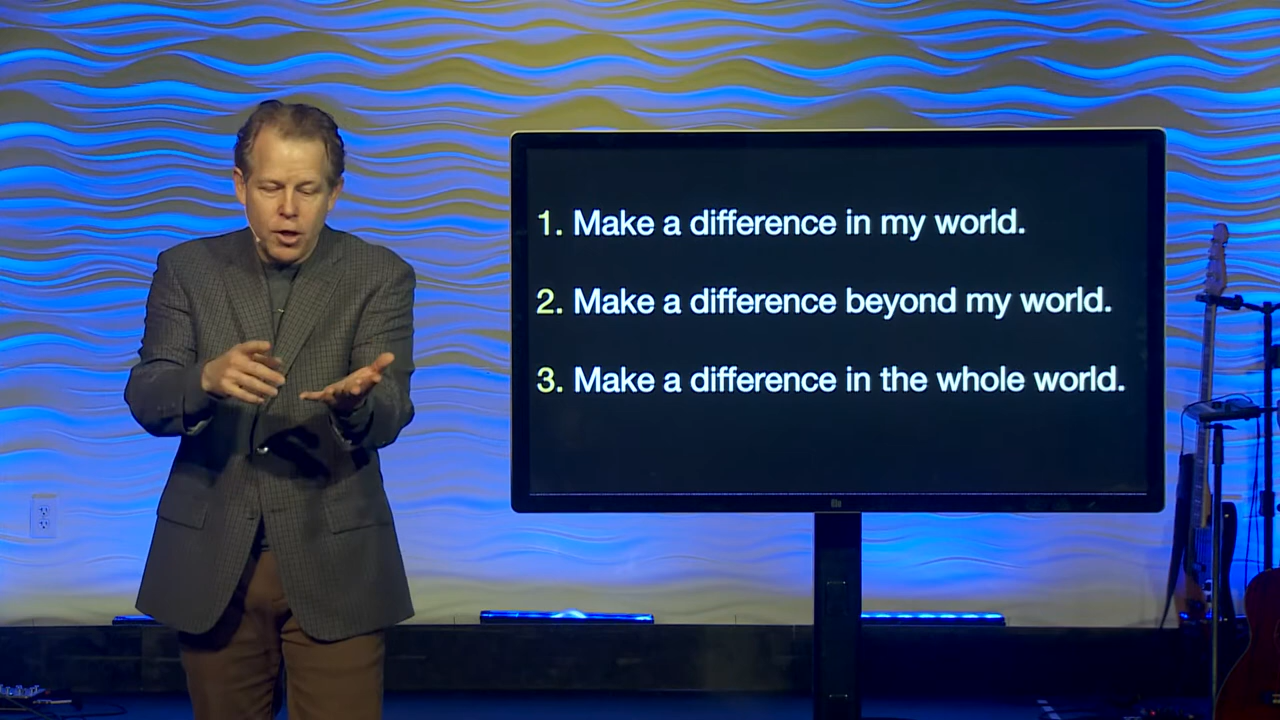 1. Make a difference in my world.
2. Make a difference beyond my world.
3. Make a difference in the whole world.